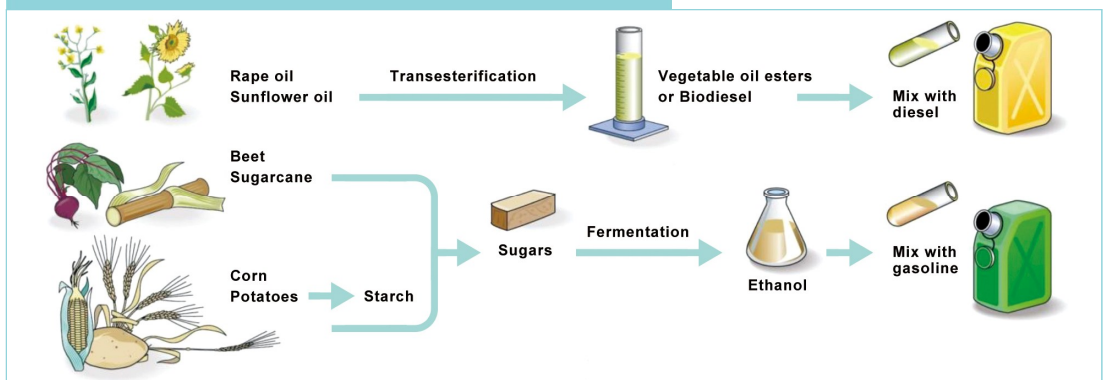 Rape oil
Sunflower oil
Transesterification
Vegetable oil esters
or Biodiesel
Mix with
diesel
Beet
Sugarcane
Sugars
Fermentation
Ethanol
Mix with
gasoline
Corn
Potatoes
Starch